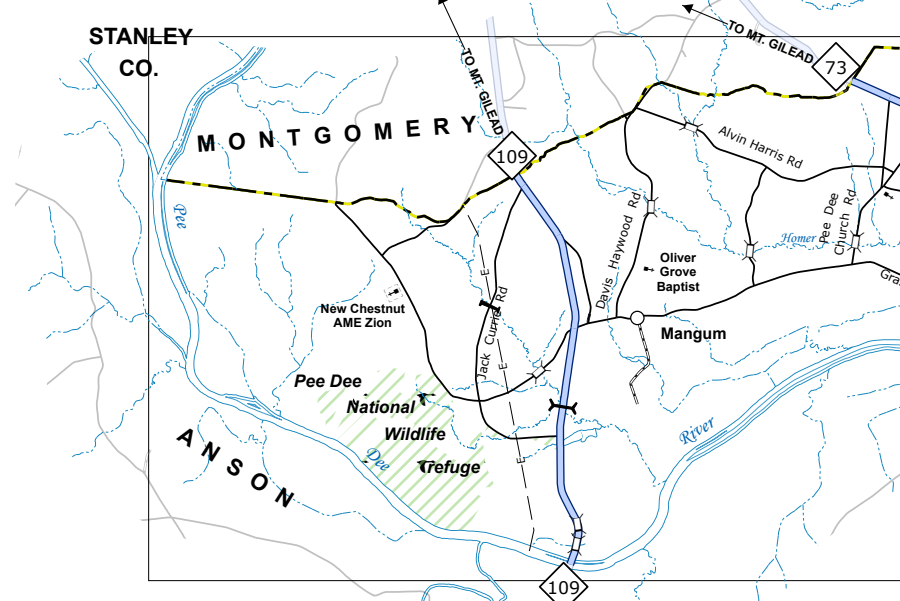 STANLEY
CO.
TO MT. GILEAD
TO MT. GILEAD
73
MONTGOMERY
109
Alvin Harris Rd
Pee
Pee Dee
Church Rd
Homer
Davis Haywood Rd
Oliver
Grove
Baptist
E
New Chestnut
AME Zion
Jack Currie Rd
Mangum
E
Pee Dee
National
Wildlife
refuge
ANSON
Dee
River
E
109